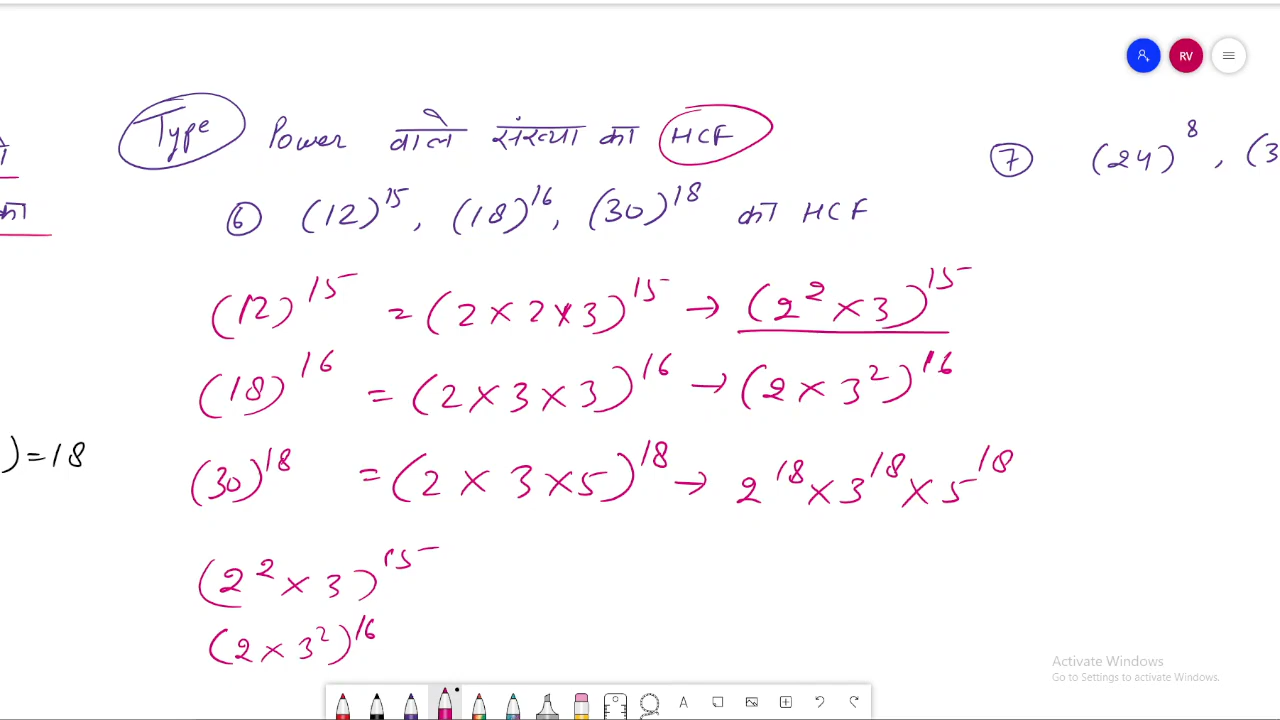 RV
Type Power वाले संख्या का HCF
का
⑥ (12)^15, (18)^16, (30)^18 का HCF
⑦ (24)^8, (3
(12)^15 = (2 × 2 × 3)^15 → (2^2 × 3)^15
(18)^16 = (2 × 3 × 3)^16 → (2 × 3^2)^16
) = 18
(30)^18 = (2 × 3 × 5)^18 → 2^18 × 3^18 × 5^18
(2^2 × 3)^15
(2 × 3^2)^16
A
Activate Windows
Go to Settings to activate Windows.